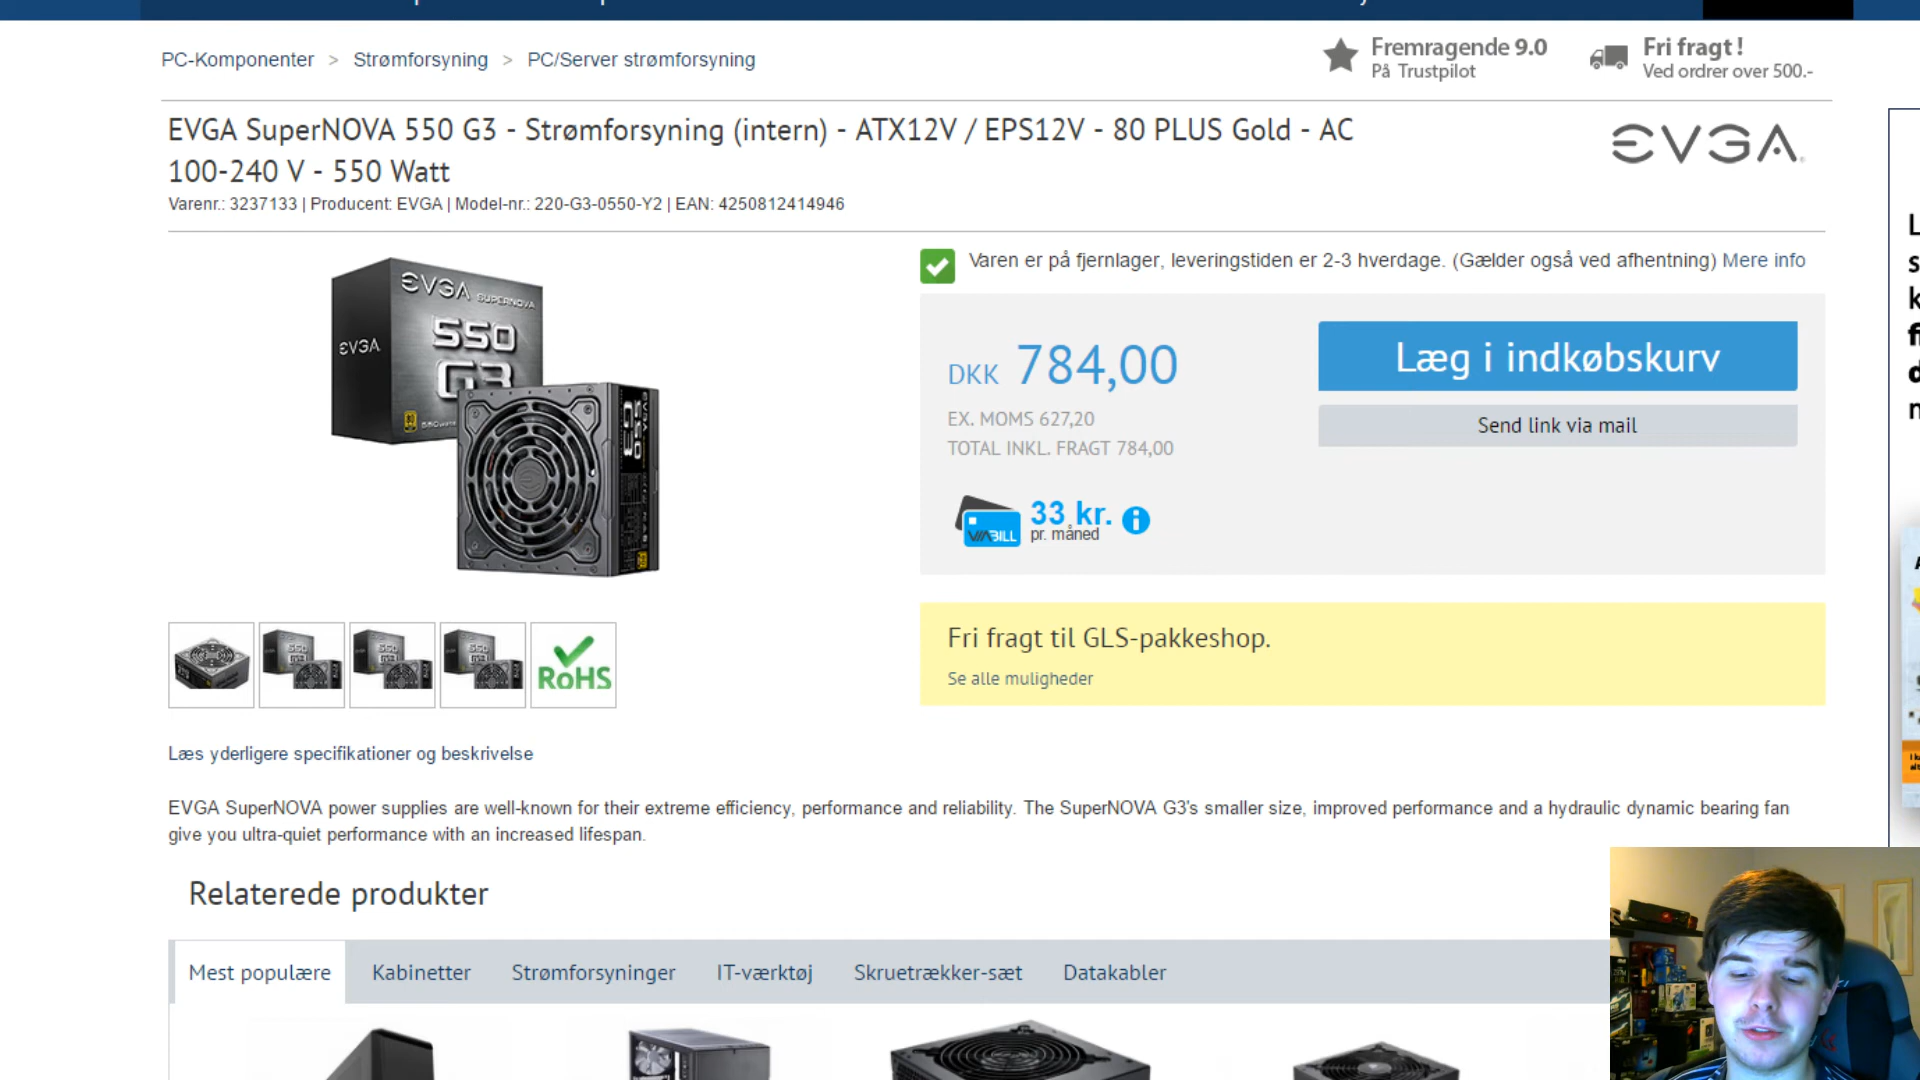 PC-Komponenter > Strømforsyning > PC/Server strømforsyning
Fremragende 9.0
På Trustpilot
Fri fragt !
Ved ordrer over 500.-
EVGA SuperNOVA 550 G3 - Strømforsyning (intern) - ATX12V / EPS12V - 80 PLUS Gold - AC
100-240 V - 550 Watt
EVGA
Varenr.: 3237133 | Producent: EVGA | Model-nr.: 220-G3-0550-Y2 | EAN: 4250812414946
Varen er på fjernlager, leveringstiden er 2-3 hverdage. (Gælder også ved afhentning) Mere info
EVGA SUPERNOVA
550
G3
EVGA
EVGA
550 G3
DKK 784,00
EX. MOMS 627,20
TOTAL INKL. FRAGT 784,00
Læg i indkøbskurv
Send link via mail
VIABILL
33 kr.
pr. måned
Fri fragt til GLS-pakkeshop.
Se alle muligheder
RoHS
Læs yderligere specifikationer og beskrivelse
EVGA SuperNOVA power supplies are well-known for their extreme efficiency, performance and reliability. The SuperNOVA G3's smaller size, improved performance and a hydraulic dynamic bearing fan
give you ultra-quiet performance with an increased lifespan.
Relaterede produkter
Mest populære
Kabinetter
Strømforsyninger
IT-værktøj
Skruetrækker-sæt
Datakabler